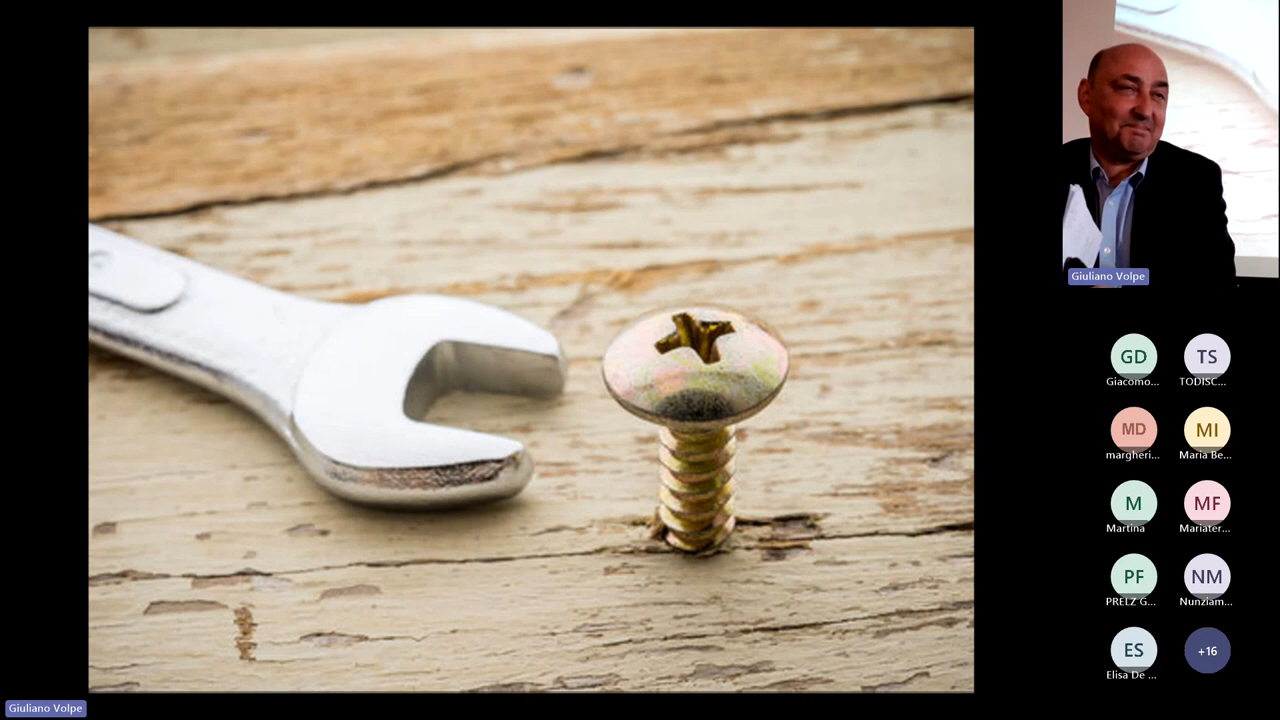 Giuliano Volpe
GD
Giacomo...
TS
TODISC...
MD
margheri...
MI
Maria Be...
M
Martina
MF
Mariater...
PF
PRELZ G...
NM
Nunziam...
ES
Elisa De ...
+16
Giuliano Volpe